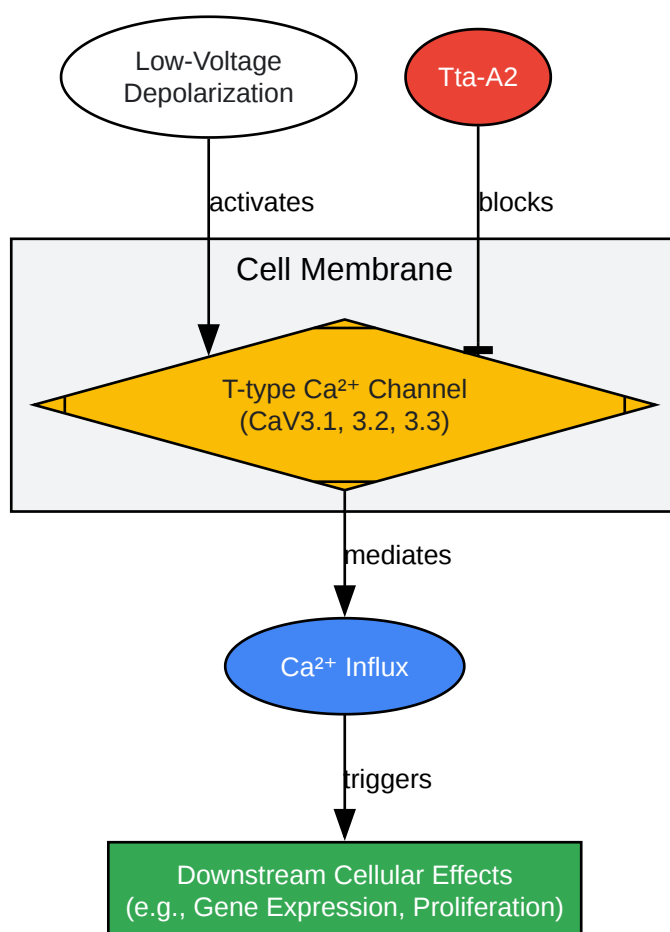 Low-Voltage
Depolarization
Tta-A2
activates
blocks
Cell Membrane
T-type Ca²⁺ Channel
(CaV3.1, 3.2, 3.3)
mediates
Ca²⁺ Influx
triggers
Downstream Cellular Effects
(e.g., Gene Expression, Proliferation)